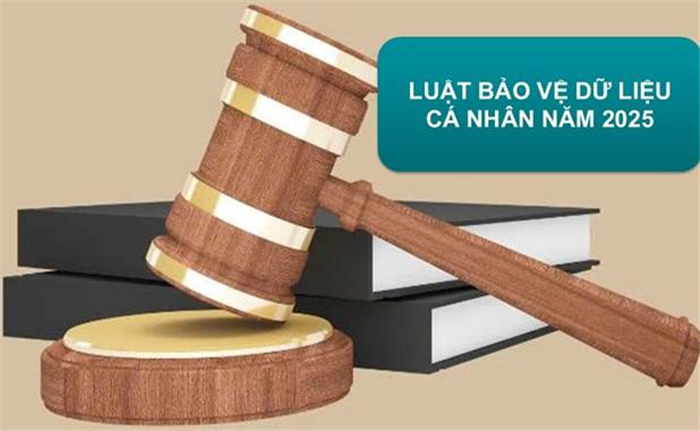 LUẬT BẢO VỆ DỮ LIỆU
CÁ NHÂN NĂM 2025